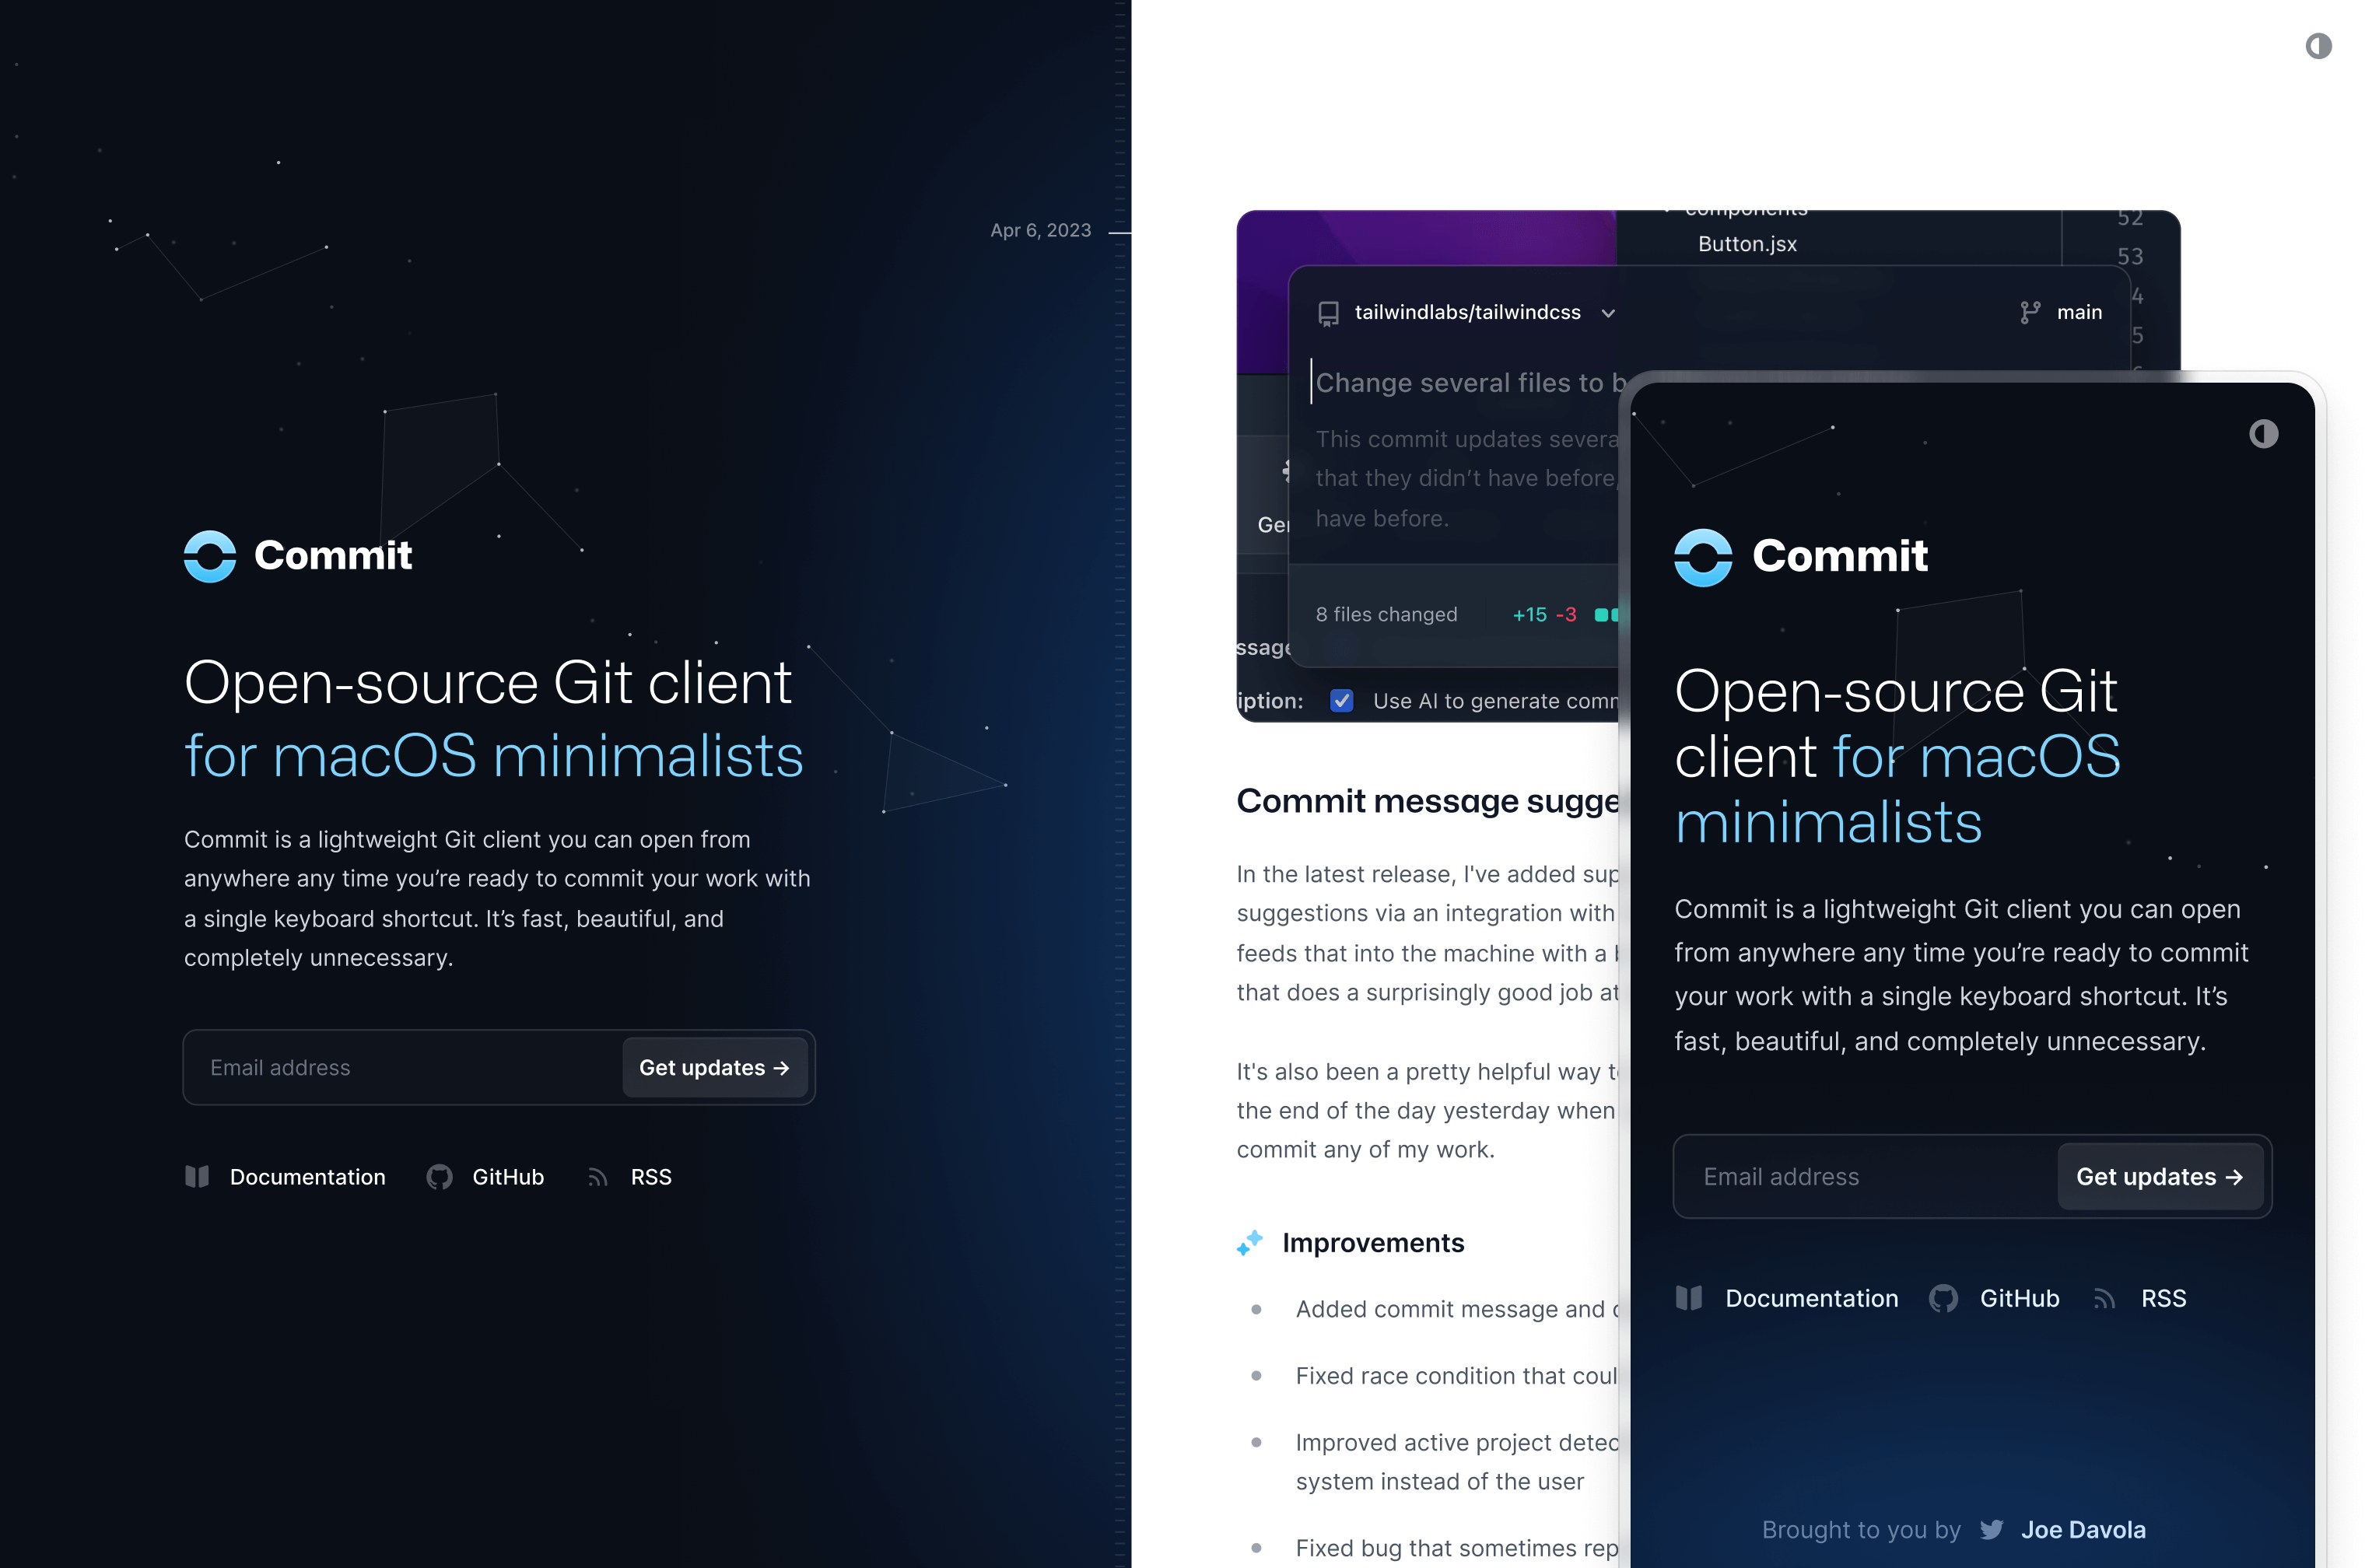 Commit
Open-source Git client
for macOS minimalists
Commit is a lightweight Git client you can open from
anywhere any time you’re ready to commit your work with
a single keyboard shortcut. It’s fast, beautiful, and
completely unnecessary.
Email address
Get updates →
Documentation GitHub RSS
Apr 6, 2023
components
Button.jsx
52
53
4
5
tailwindlabs/tailwindcss
main
Change several files to b
This commit updates severa
that they didn’t have before,
have before.
8 files changed +15 -3
Ge
ssage
iption:
Use AI to generate comm
Commit message sugge
In the latest release, I've added sup
suggestions via an integration with
feeds that into the machine with a b
that does a surprisingly good job at
It's also been a pretty helpful way to
the end of the day yesterday when
commit any of my work.
Improvements
Added commit message and
Fixed race condition that coul
Improved active project detec
system instead of the user
Fixed bug that sometimes rep
Commit
Open-source Git
client for macOS
minimalists
Commit is a lightweight Git client you can open
from anywhere any time you’re ready to commit
your work with a single keyboard shortcut. It’s
fast, beautiful, and completely unnecessary.
Email address
Get updates →
Documentation GitHub RSS
Brought to you by Joe Davola